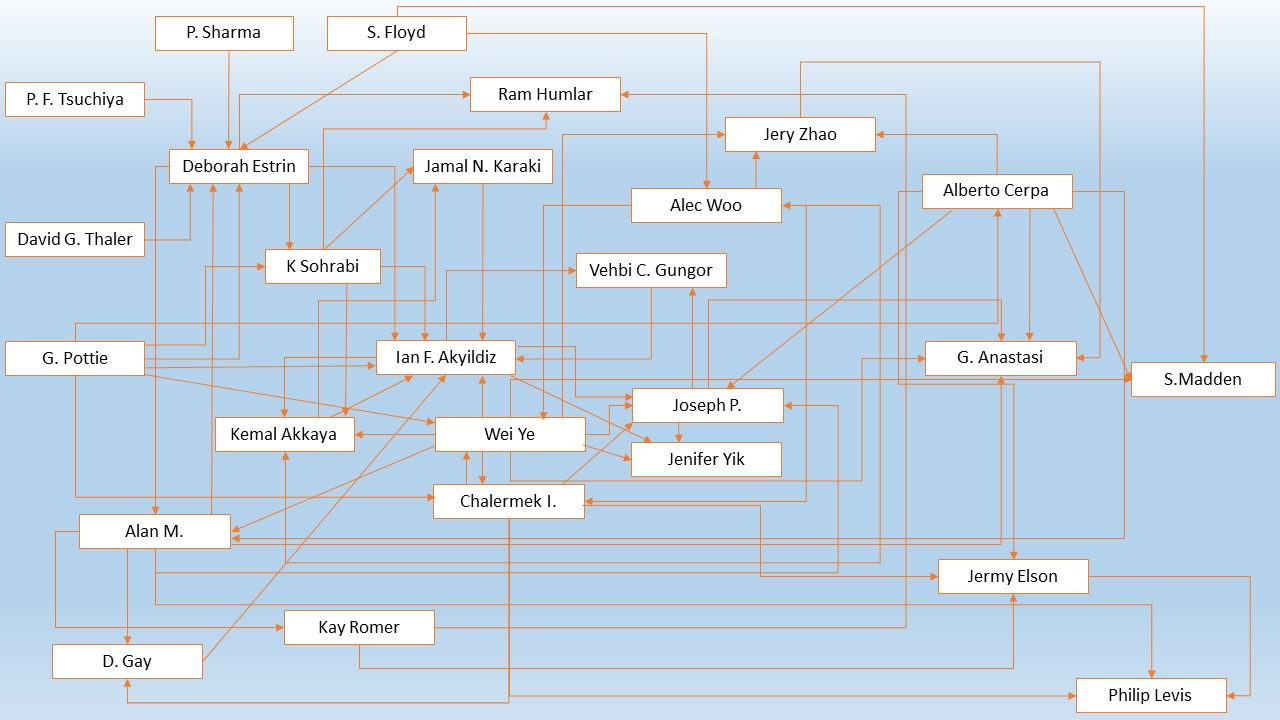 P. Sharma
S. Floyd
P. F. Tsuchiya
Ram Humlar
Jery Zhao
Deborah Estrin
Jamal N. Karaki
Alberto Cerpa
Alec Woo
David G. Thaler
K Sohrabi
Vehbi C. Gungor
G. Pottie
Ian F. Akyildiz
G. Anastasi
S.Madden
Joseph P.
Kemal Akkaya
Wei Ye
Jenifer Yik
Chalermek I.
Alan M.
Jermy Elson
Kay Romer
D. Gay
Philip Levis